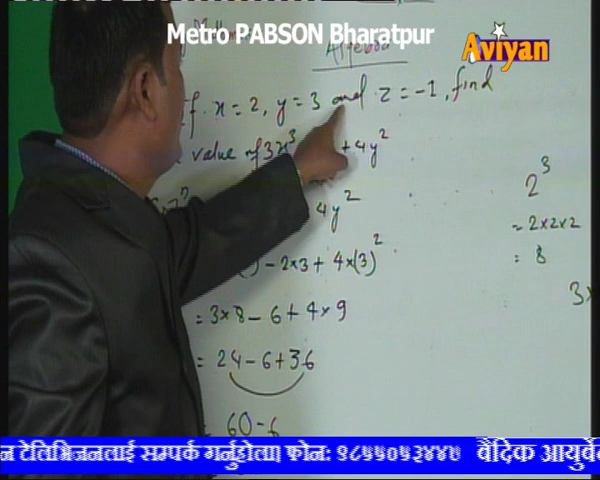 Metro PABSON Bharatpur
Aviyan
Algebra
If x = 2, y = 3 and z = -1, find
value of 3x³ + 4y²
4y²
2³
) - 2×3 + 4×(3)²
= 2×2×2
= 8
= 3×8 - 6 + 4×9
3×
= 24 - 6 + 36
= 60 - 6
न टेलिभिजनलाई सम्पर्क गर्नुहोला। फोनः ९८५५०५३४४५ वैदिक आयुर्वे